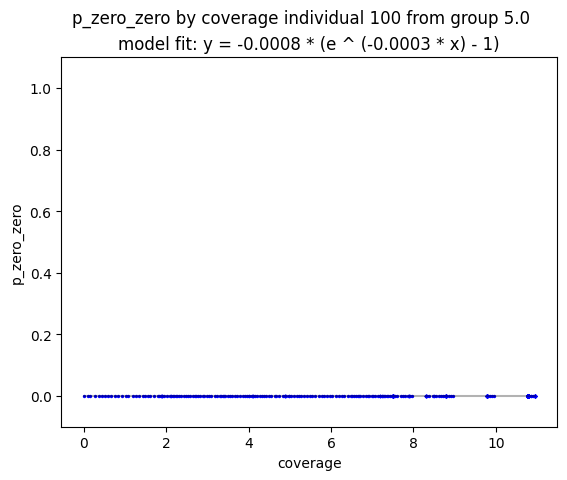 p_zero_zero by coverage individual 100 from group 5.0
model fit: y = -0.0008 * (e ^ (-0.0003 * x) - 1)
1.0
0.8
0.6
0.4
0.2
0.0
p_zero_zero
0 2 4 6 8 10
coverage